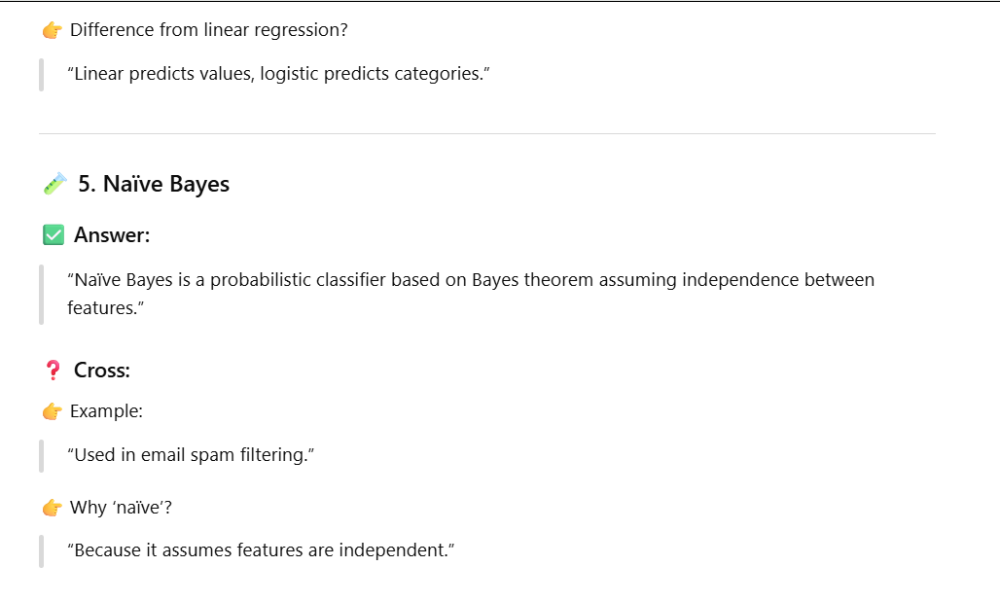 👉 Difference from linear regression?
“Linear predicts values, logistic predicts categories.”
🧪 5. Naïve Bayes
✅ Answer:
“Naïve Bayes is a probabilistic classifier based on Bayes theorem assuming independence between
features.”
❓ Cross:
👉 Example:
“Used in email spam filtering.”
👉 Why ‘naïve’?
“Because it assumes features are independent.”